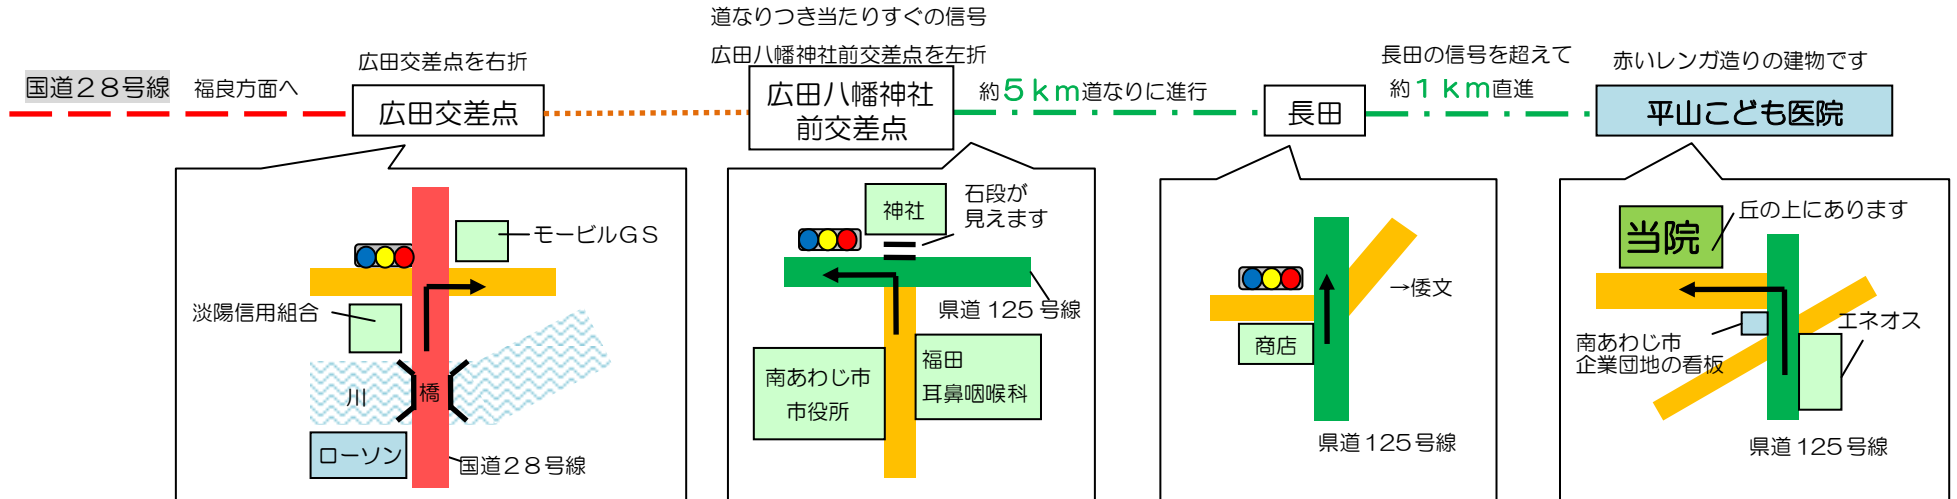 国道２８号線　福良方面へ
広田交差点を右折
広田交差点
道なりつき当たりすぐの信号
広田八幡神社前交差点を左折
広田八幡神社
前交差点
約５ｋｍ道なりに進行
長田
長田の信号を超えて
約１ｋｍ直進
赤いレンガ造りの建物です
平山こども医院
モービルＧＳ
淡陽信用組合
川
橋
ローソン
国道２８号線
神社
石段が
見えます
県道125号線
南あわじ市
市役所
福田
耳鼻咽喉科
→倭文
商店
県道125号線
当院
丘の上にあります
エネオス
南あわじ市
企業団地の看板
県道125号線